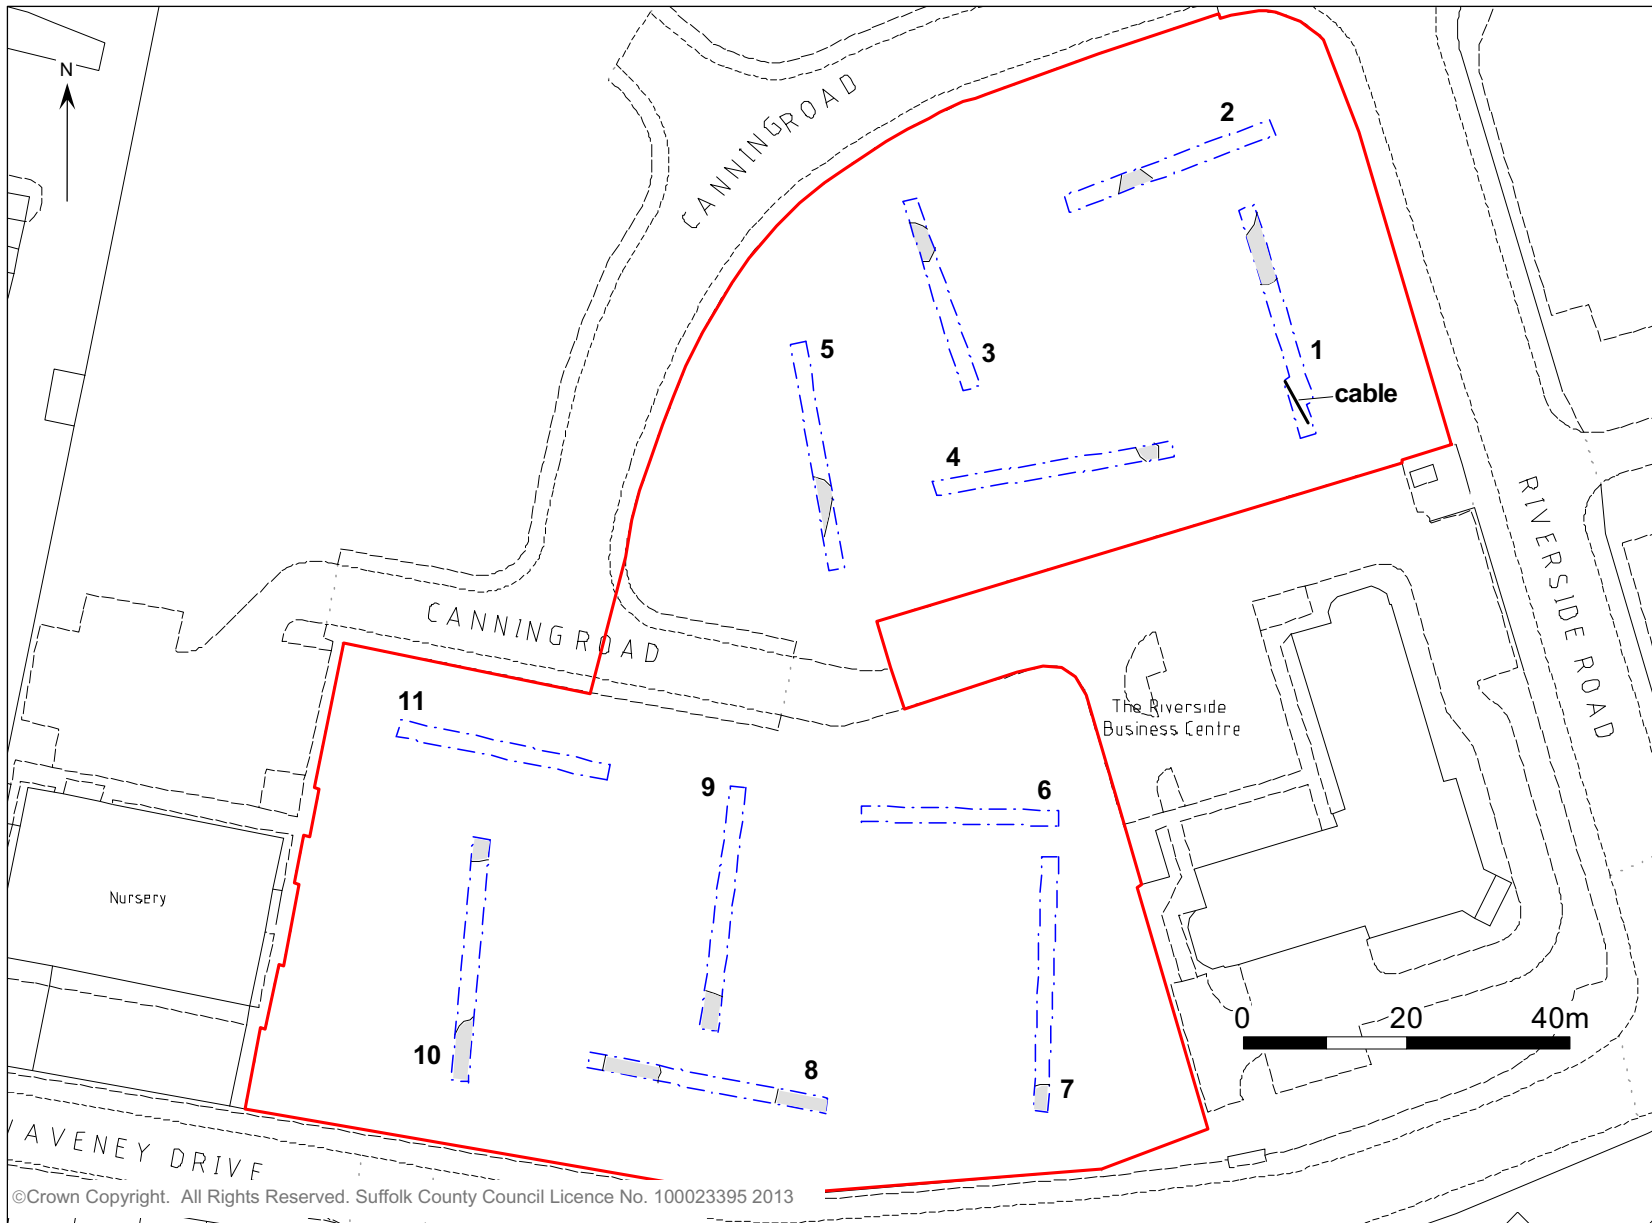 N
CANNING ROAD
2
5
3
1
cable
4
RIVERSIDE ROAD
CANNING ROAD
The Riverside
Business Centre
11
9
6
Nursery
0 20 40m
10
8
7
WAVENEY DRIVE
©Crown Copyright. All Rights Reserved. Suffolk County Council Licence No. 100023395 2013